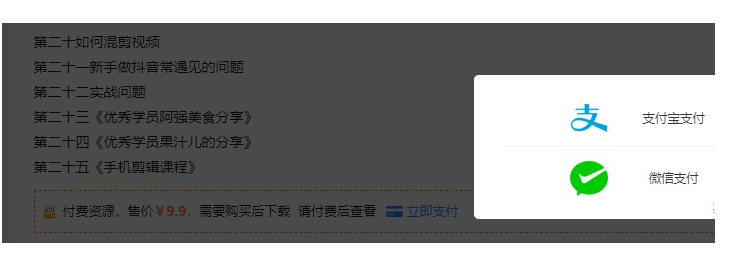 第二十如何混剪视频
第二十一新手做抖音常遇见的问题
第二十二实战问题
第二十三《优秀学员阿强美食分享》
第二十四《优秀学员果汁儿的分享》
第二十五《手机剪辑课程》
付费资源，售价￥9.9，需要购买后下载 请付费后查看 立即支付
支 支付宝支付
微信支付